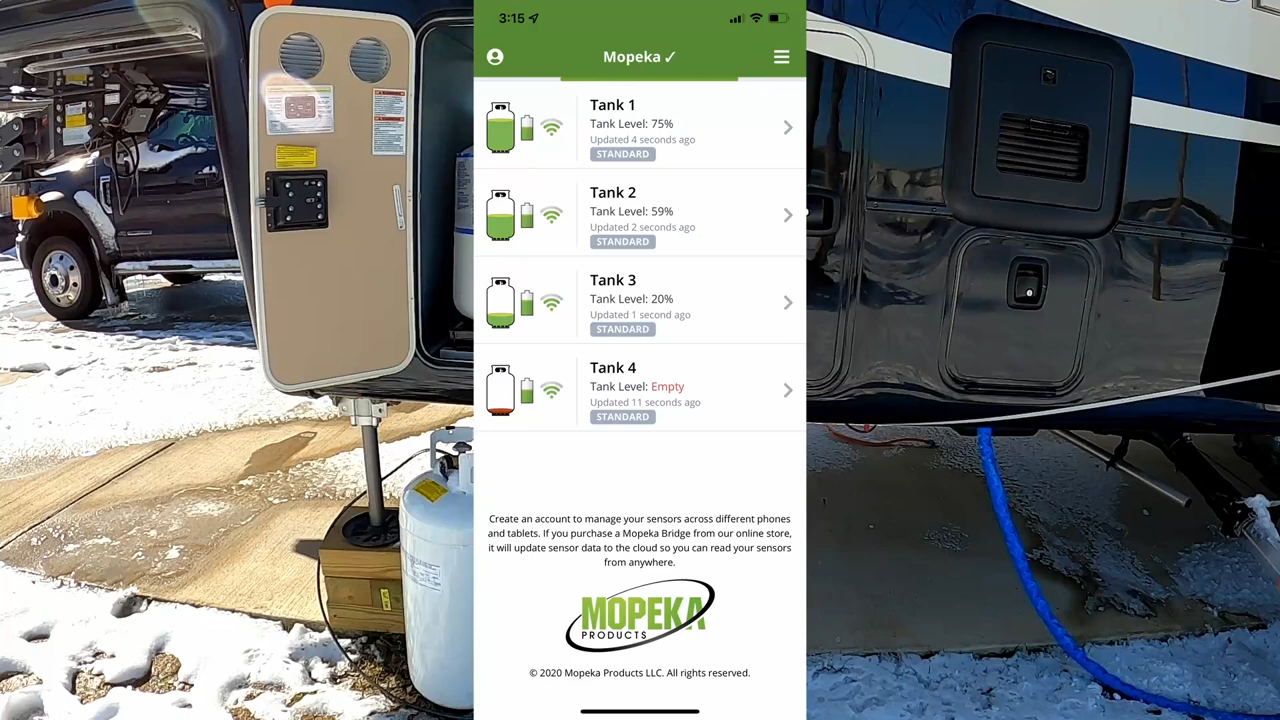 3:15
Mopeka ✓
Tank 1
Tank Level: 75%
Updated 4 seconds ago
STANDARD
Tank 2
Tank Level: 59%
Updated 2 seconds ago
STANDARD
Tank 3
Tank Level: 20%
Updated 1 second ago
STANDARD
Tank 4
Tank Level: Empty
Updated 11 seconds ago
STANDARD
Create an account to manage your sensors across different phones
and tablets. If you purchase a Mopeka Bridge from our online store,
it will update sensor data to the cloud so you can read your sensors
from anywhere.
MOPEKA
PRODUCTS
© 2020 Mopeka Products LLC. All rights reserved.